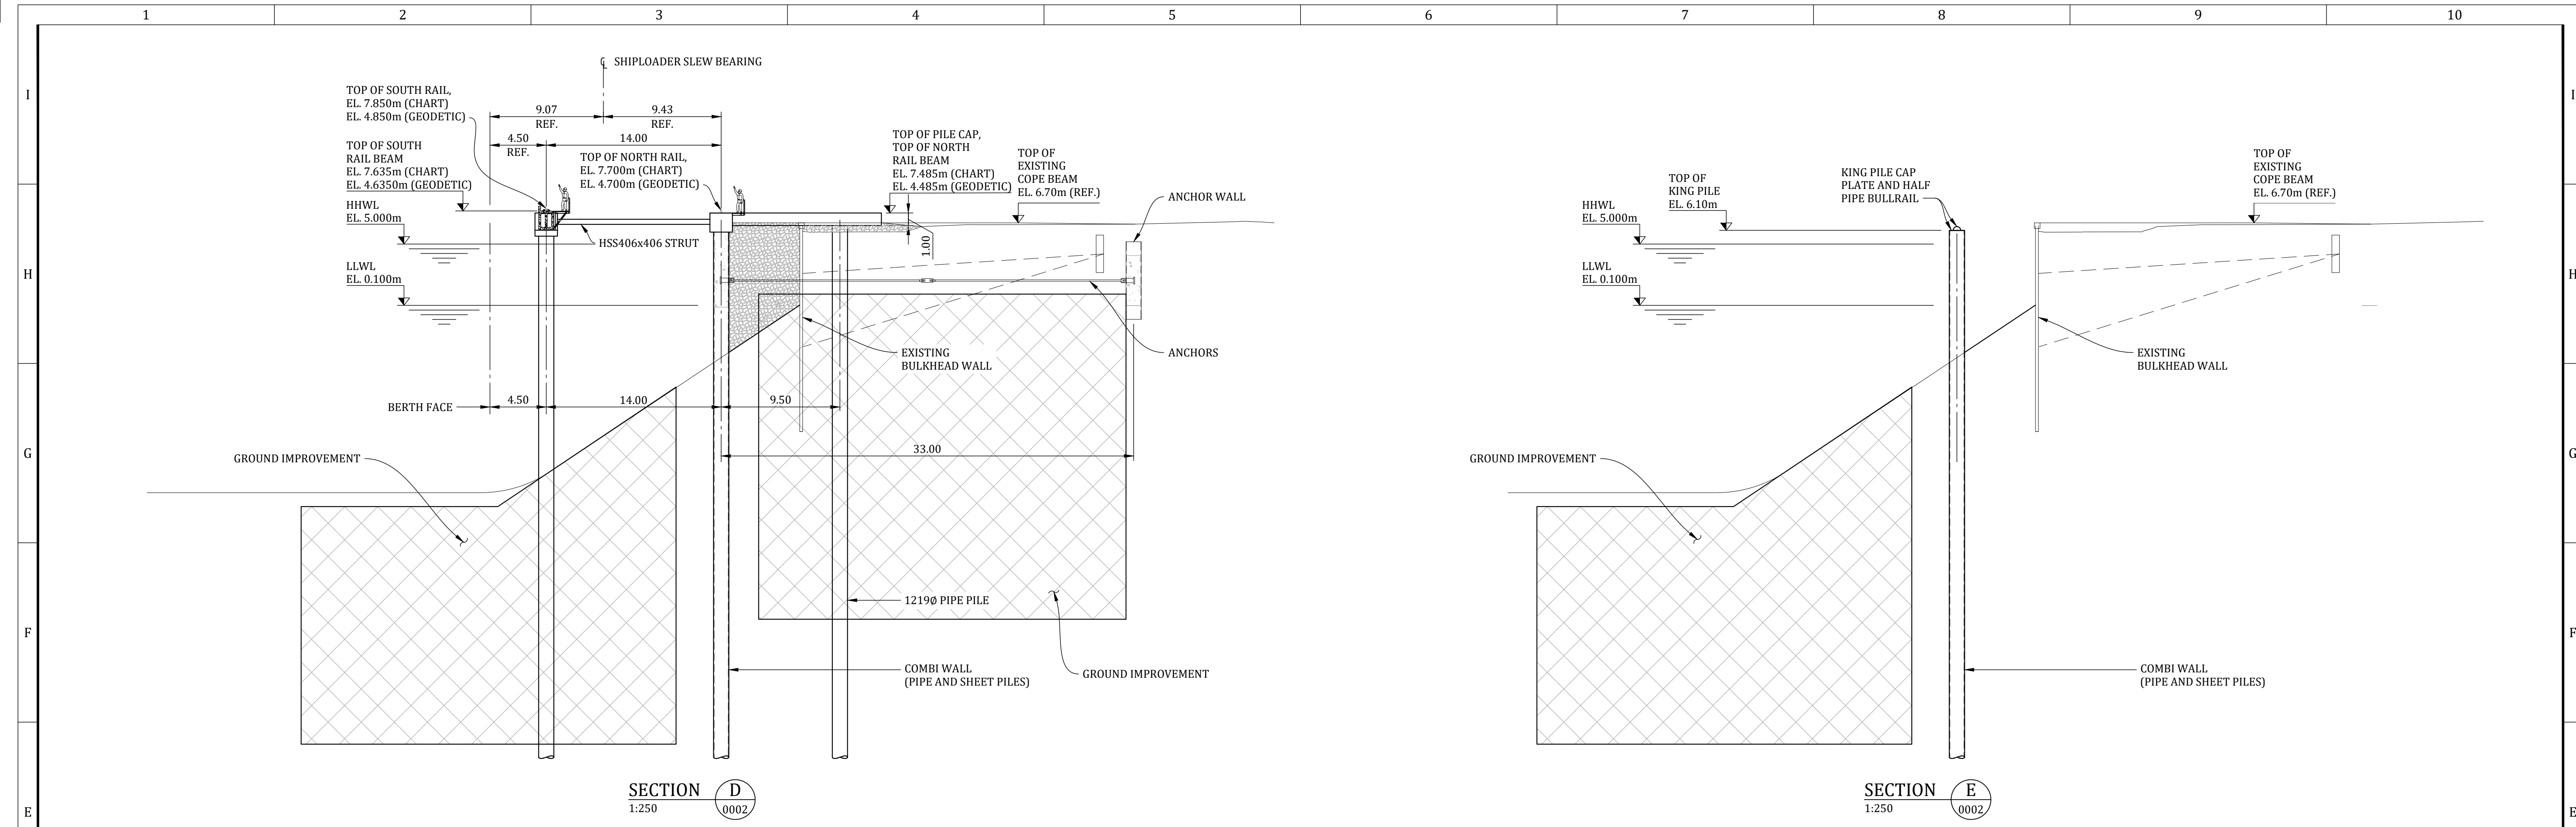 1 2 3 4 5 6 7 8 9 10
I
H
G
F
E
I
H
G
F
E
℄ SHIPLOADER SLEW BEARING
TOP OF SOUTH RAIL,
EL. 7.850m (CHART)
EL. 4.850m (GEODETIC)
9.07
REF.
9.43
REF.
4.50
REF.
14.00
TOP OF SOUTH
RAIL BEAM
EL. 7.635m (CHART)
EL. 4.6350m (GEODETIC)
TOP OF NORTH RAIL,
EL. 7.700m (CHART)
EL. 4.700m (GEODETIC)
TOP OF PILE CAP,
TOP OF NORTH
RAIL BEAM
EL. 7.485m (CHART)
EL. 4.485m (GEODETIC)
TOP OF
EXISTING
COPE BEAM
EL. 6.70m (REF.)
ANCHOR WALL
HHWL
EL. 5.000m
HSS406x406 STRUT
1.00
LLWL
EL. 0.100m
EXISTING
BULKHEAD WALL
ANCHORS
BERTH FACE
4.50
14.00
9.50
33.00
GROUND IMPROVEMENT
1219Ø PIPE PILE
COMBI WALL
(PIPE AND SHEET PILES)
GROUND IMPROVEMENT
SECTION D
1:250 0002
KING PILE CAP
PLATE AND HALF
PIPE BULLRAIL
TOP OF
KING PILE
EL. 6.10m
TOP OF
EXISTING
COPE BEAM
EL. 6.70m (REF.)
HHWL
EL. 5.000m
LLWL
EL. 0.100m
EXISTING
BULKHEAD WALL
GROUND IMPROVEMENT
COMBI WALL
(PIPE AND SHEET PILES)
SECTION E
1:250 0002